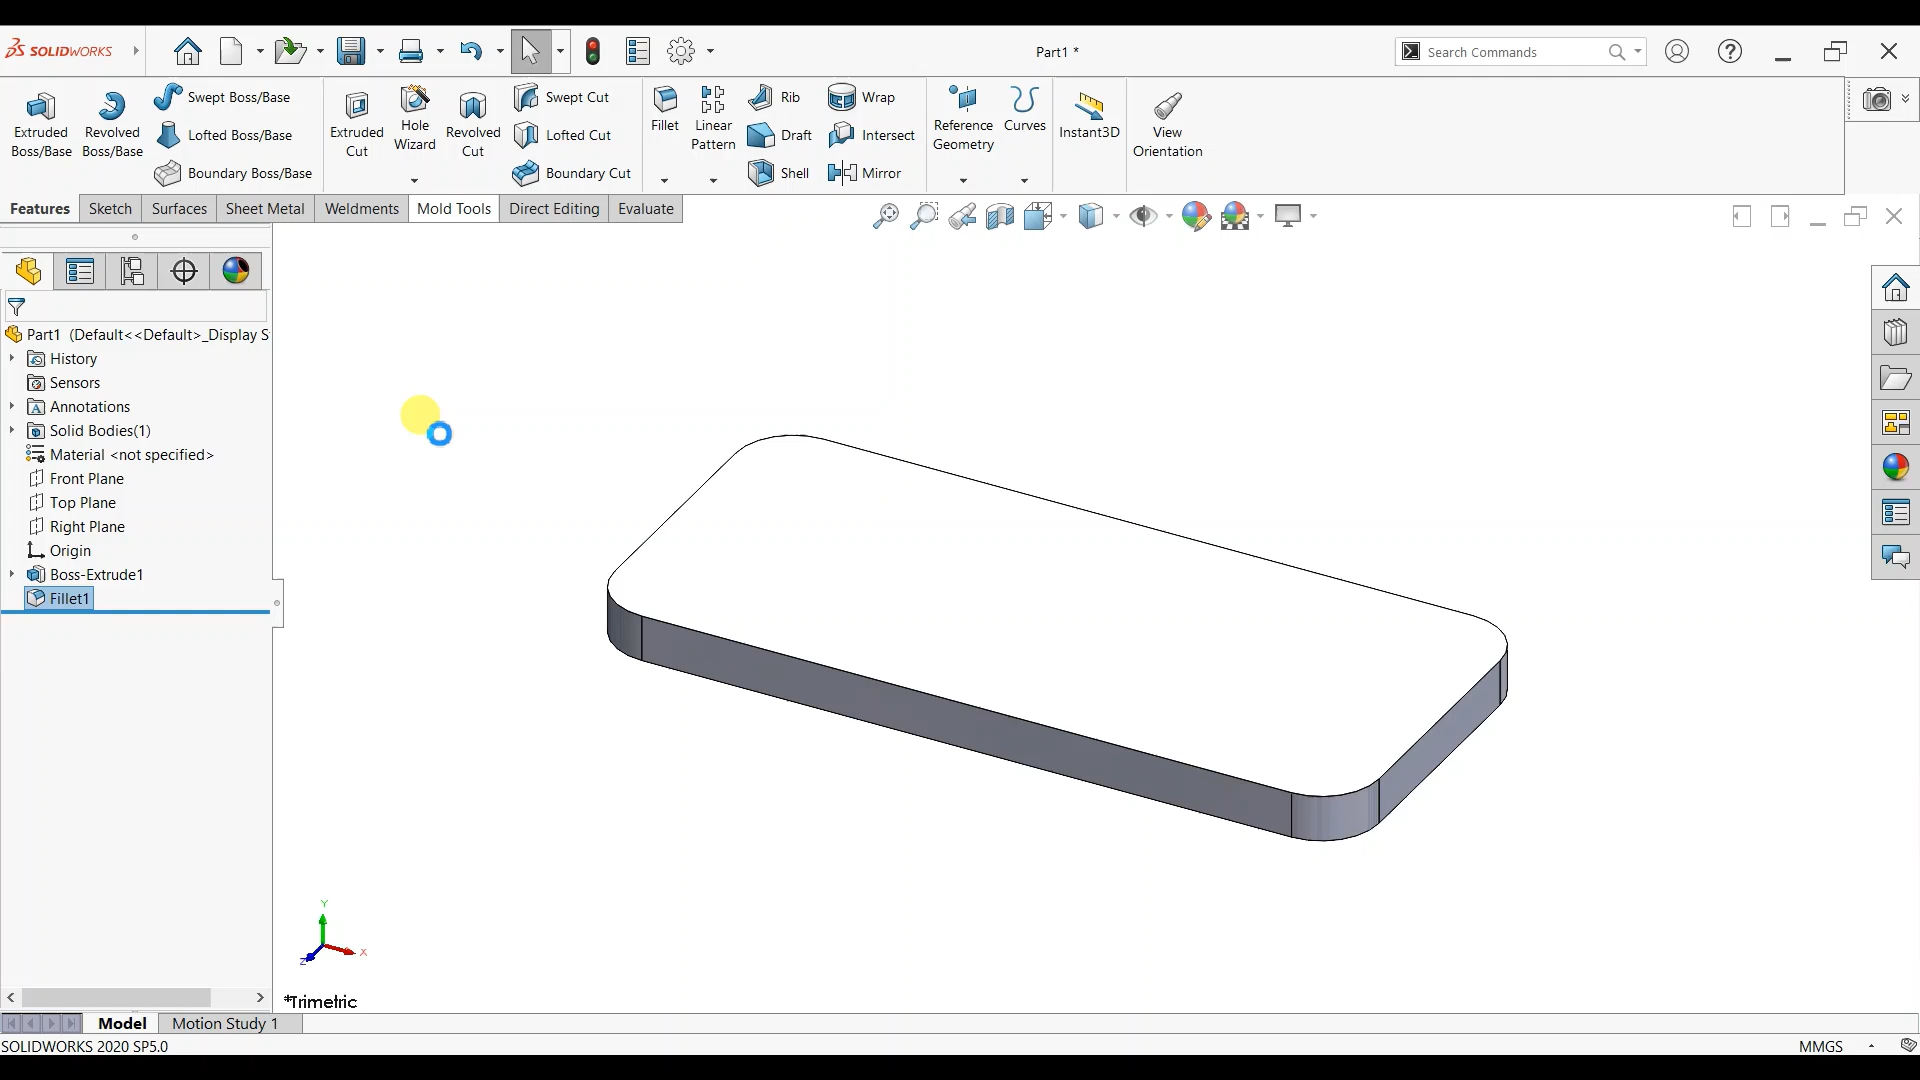 SOLIDWORKS
Part1 *
Search Commands
Extruded Boss/Base
Revolved Boss/Base
Swept Boss/Base
Lofted Boss/Base
Boundary Boss/Base
Extruded Cut
Hole Wizard
Revolved Cut
Swept Cut
Lofted Cut
Boundary Cut
Fillet
Linear Pattern
Rib
Draft
Shell
Wrap
Intersect
Mirror
Reference Geometry
Curves
Instant3D
View Orientation
Features
Sketch
Surfaces
Sheet Metal
Weldments
Mold Tools
Direct Editing
Evaluate
Part1 (Default<<Default>_Display S
History
Sensors
Annotations
Solid Bodies(1)
Material <not specified>
Front Plane
Top Plane
Right Plane
Origin
Boss-Extrude1
Fillet1
Y
X
Z
*Trimetric
Model
Motion Study 1
SOLIDWORKS 2020 SP5.0
MMGS